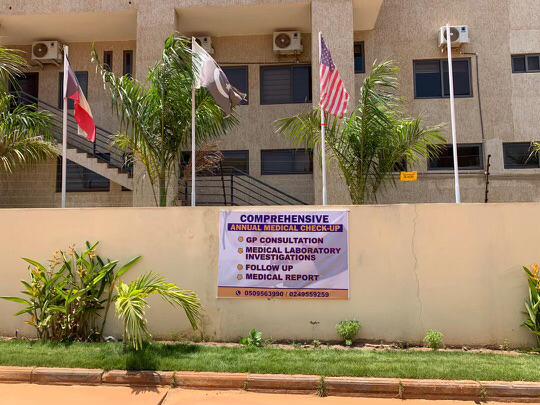 COMPREHENSIVE
ANNUAL MEDICAL CHECK-UP
GP CONSULTATION
MEDICAL LABORATORY
INVESTIGATIONS
FOLLOW UP
MEDICAL REPORT
0509563990 / 0249559259